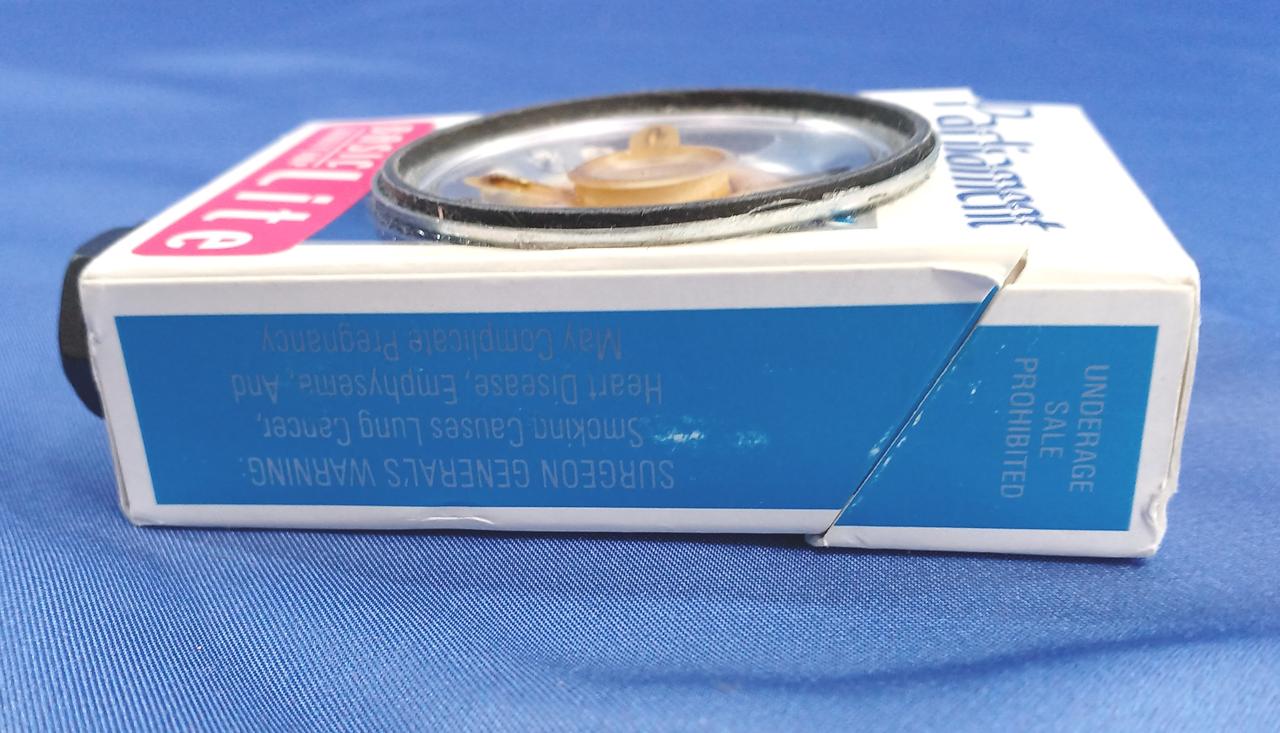 Parliament
Lite
SURGEON GENERAL'S WARNING:
Smoking Causes Lung Cancer,
Heart Disease, Emphysema, And
May Complicate Pregnancy
UNDERAGE
SALE
PROHIBITED